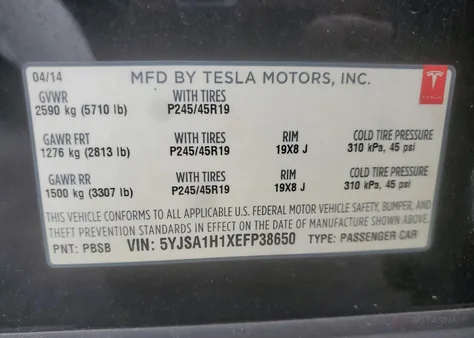 04/14 MFD BY TESLA MOTORS, INC.
GVWR WITH TIRES
2590 kg (5710 lb) P245/45R19
GAWR FRT WITH TIRES RIM COLD TIRE PRESSURE
1276 kg (2813 lb) P245/45R19 19X8 J 310 kPa, 45 psi
GAWR RR WITH TIRES RIM COLD TIRE PRESSURE
1500 kg (3307 lb) P245/45R19 19X8 J 310 kPa, 45 psi
THIS VEHICLE CONFORMS TO ALL APPLICABLE U.S. FEDERAL MOTOR VEHICLE SAFETY, BUMPER, AND
THEFT PREVENTION STANDARDS IN EFFECT ON THE DATE OF MANUFACTURE SHOWN ABOVE.
PNT: PBSB VIN: 5YJSA1H1XEFP38650 TYPE: PASSENGER CAR